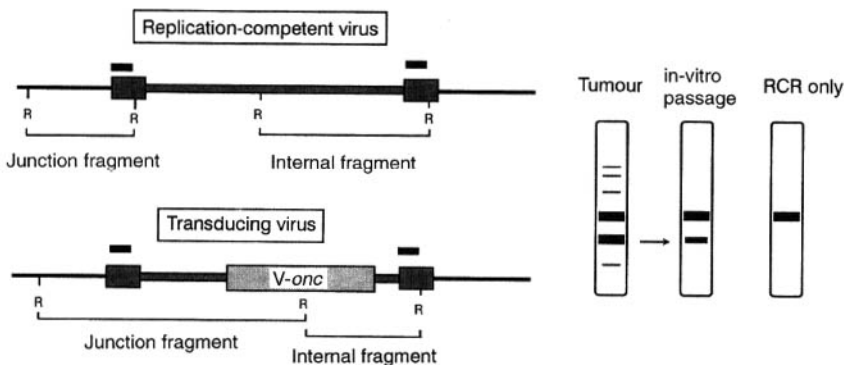 Replication-competent virus
R R R R
Junction fragment Internal fragment
Transducing virus
V-onc
R R R
Junction fragment
Internal fragment
Tumour
in-vitro
passage
RCR only